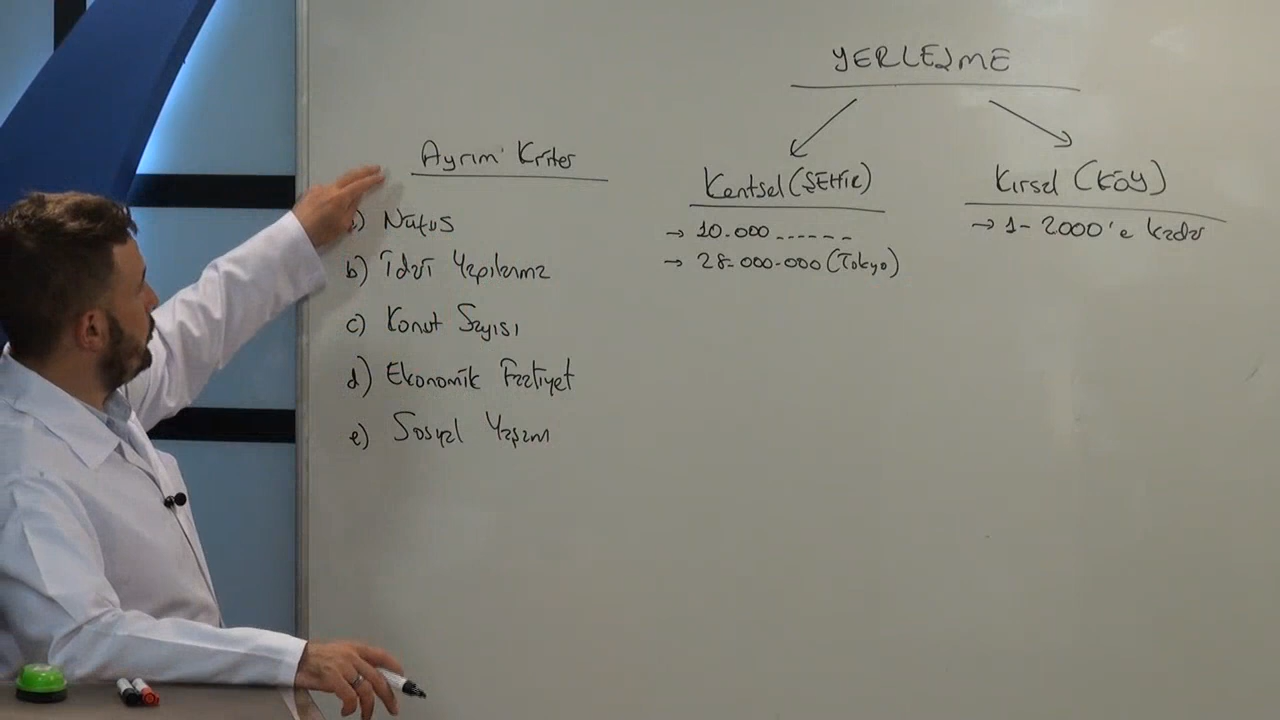 YERLEŞME
Ayrım Kriter
a) Nüfus
b) İdari Yapılanma
c) Konut Sayısı
d) Ekonomik Faaliyet
e) Sosyal Yaşam
Kentsel (ŞEHİR)
→ 10.000 ------
→ 28.000.000 (Tokyo)
Kırsal (KÖY)
→ 1- 2000'e kadar